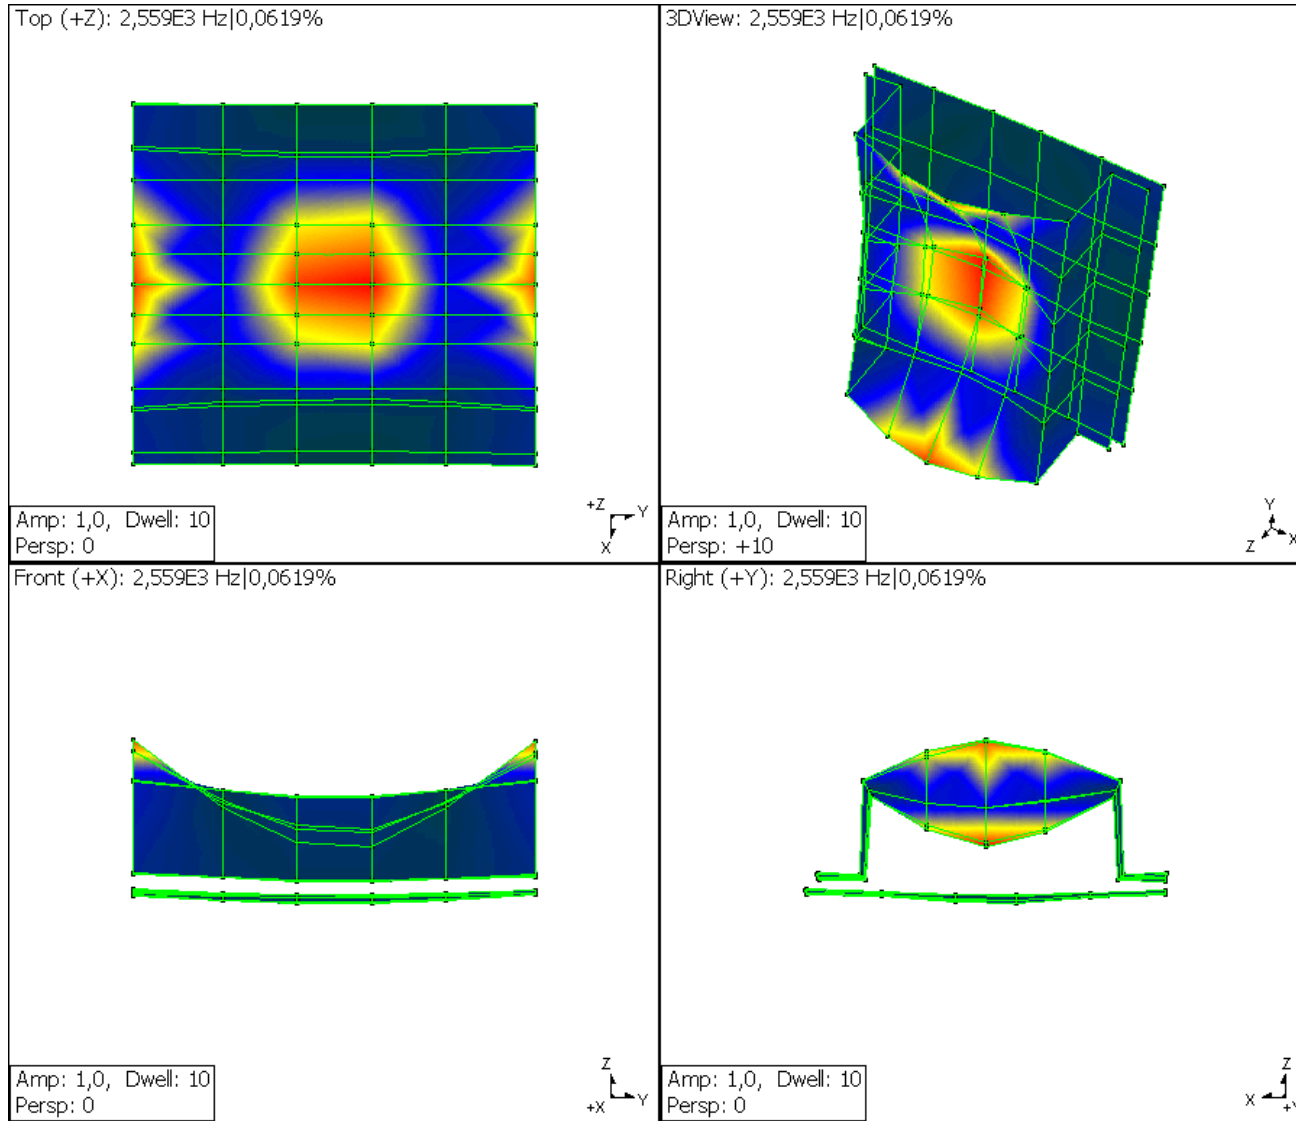 Top (+Z): 2,559E3 Hz|0,0619%
+Z
Y
X
Amp: 1,0, Dwell: 10
Persp: 0
3DView: 2,559E3 Hz|0,0619%
Y
Z
X
Amp: 1,0, Dwell: 10
Persp: +10
Front (+X): 2,559E3 Hz|0,0619%
Z
+X
Y
Amp: 1,0, Dwell: 10
Persp: 0
Right (+Y): 2,559E3 Hz|0,0619%
Z
X
+Y
Amp: 1,0, Dwell: 10
Persp: 0